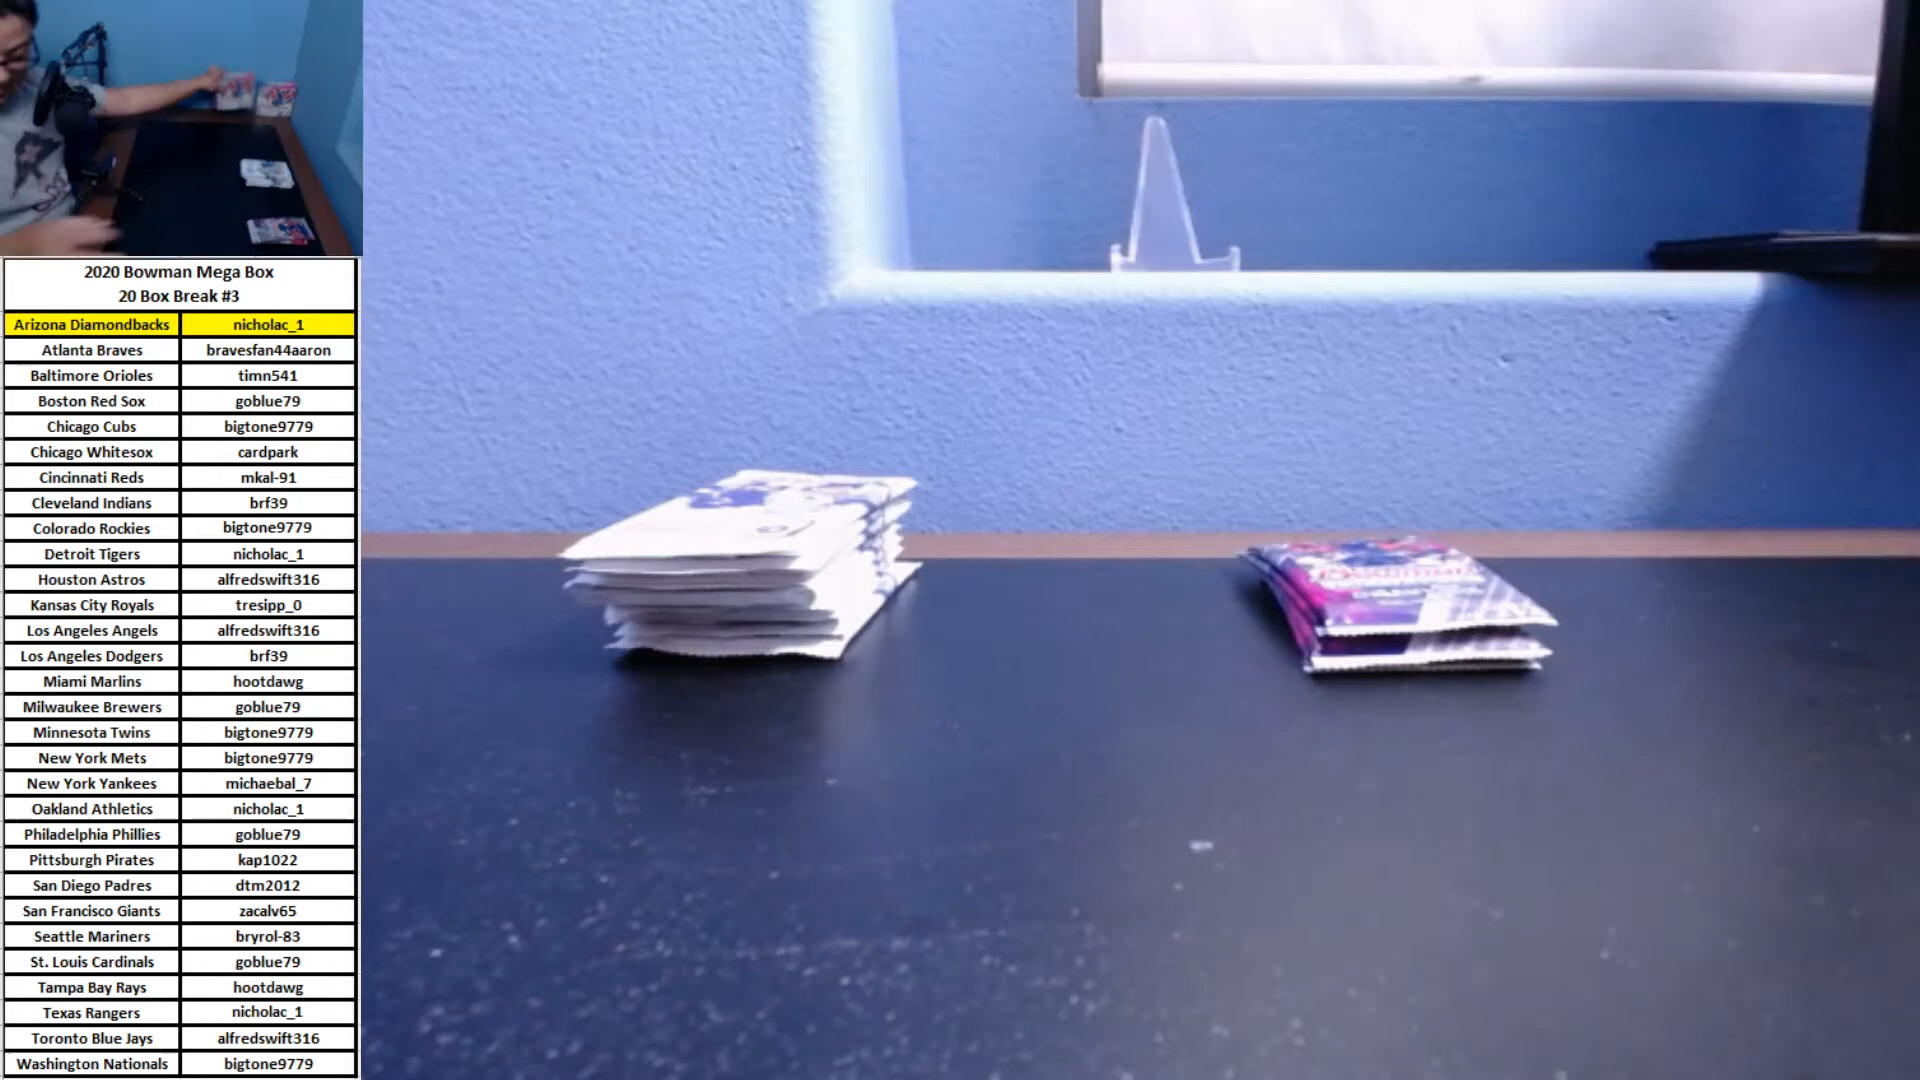 2020 Bowman Mega Box
20 Box Break #3
Arizona Diamondbacks nicholac_1
Atlanta Braves bravesfan44aaron
Baltimore Orioles timn541
Boston Red Sox goblue79
Chicago Cubs bigtone9779
Chicago Whitesox cardpark
Cincinnati Reds mkal-91
Cleveland Indians brf39
Colorado Rockies bigtone9779
Detroit Tigers nicholac_1
Houston Astros alfredswift316
Kansas City Royals tresipp_0
Los Angeles Angels alfredswift316
Los Angeles Dodgers brf39
Miami Marlins hootdawg
Milwaukee Brewers goblue79
Minnesota Twins bigtone9779
New York Mets bigtone9779
New York Yankees michaebal_7
Oakland Athletics nicholac_1
Philadelphia Phillies goblue79
Pittsburgh Pirates kap1022
San Diego Padres dtm2012
San Francisco Giants zacalv65
Seattle Mariners bryrol-83
St. Louis Cardinals goblue79
Tampa Bay Rays hootdawg
Texas Rangers nicholac_1
Toronto Blue Jays alfredswift316
Washington Nationals bigtone9779
Bowman